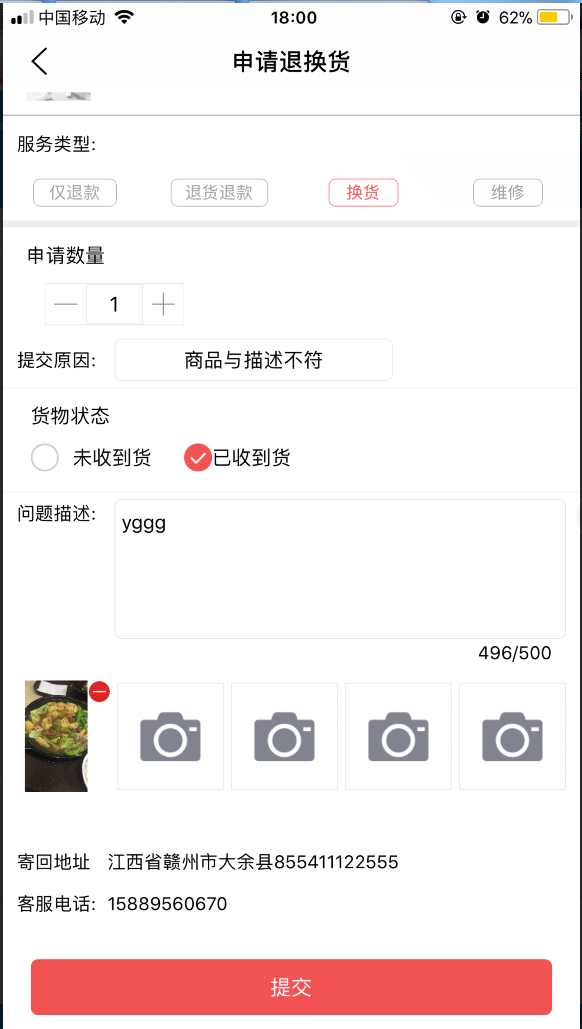 中国移动 18:00 62%
申请退换货
服务类型:
仅退款 退货退款 换货 维修
申请数量
1
提交原因: 商品与描述不符
货物状态
未收到货 已收到货
问题描述: yggg
496/500
寄回地址 江西省赣州市大余县855411122555
客服电话: 15889560670
提交